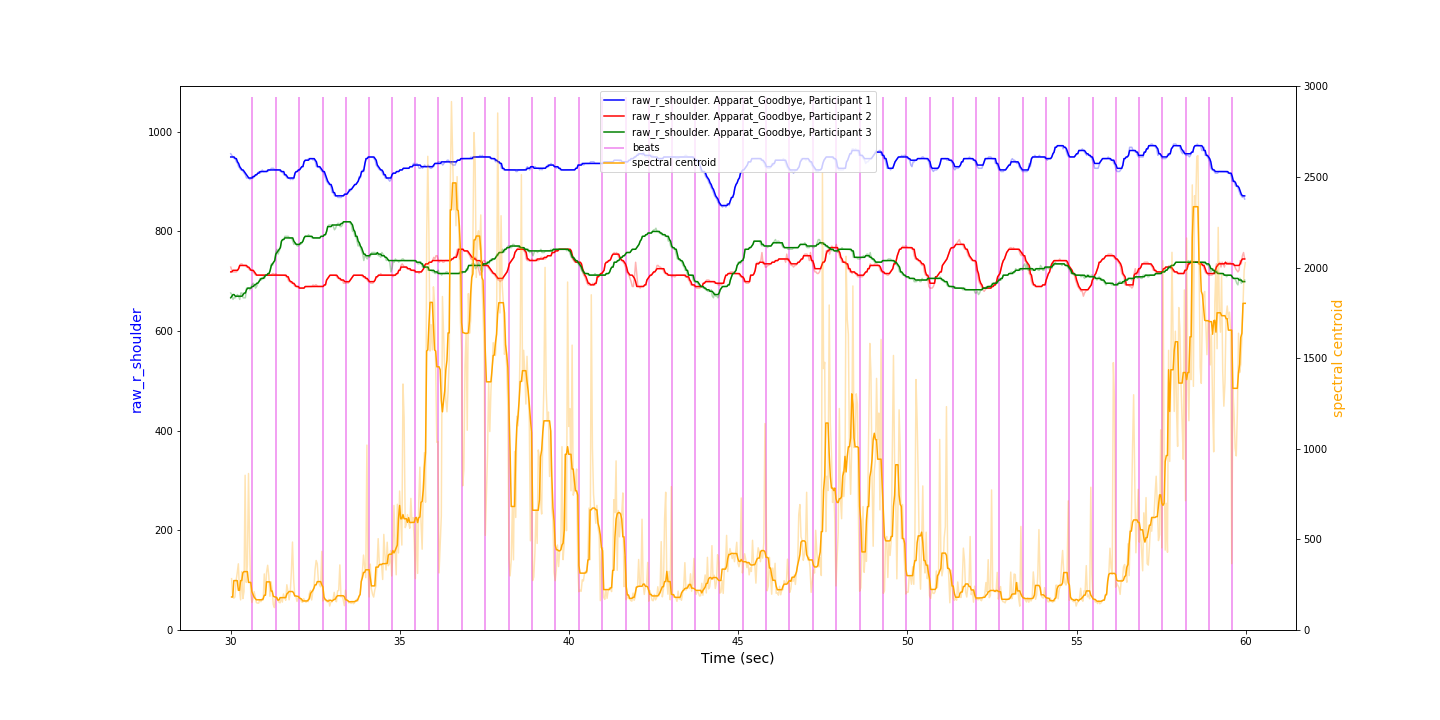 raw_r_shoulder. Apparat_Goodbye, Participant 1
raw_r_shoulder. Apparat_Goodbye, Participant 2
raw_r_shoulder. Apparat_Goodbye, Participant 3
beats
spectral centroid
raw_r_shoulder
1000
800
600
400
200
0
3000
2500
2000
1500
1000
500
0
spectral centroid
30
35
40
45
50
55
60
Time (sec)